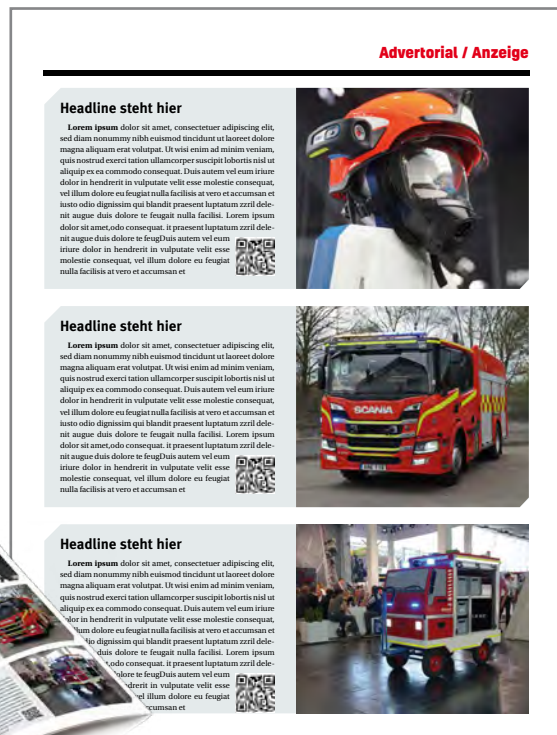 Advertorial / Anzeige
Headline steht hier
Lorem ipsum dolor sit amet, consectetuer adipiscing elit,
sed diam nonummy nibh euismod tincidunt ut laoreet dolore
magna aliquam erat volutpat. Ut wisi enim ad minim veniam,
quis nostrud exerci tation ullamcorper suscipit lobortis nisl ut
aliquip ex ea commodo consequat. Duis autem vel eum iriure
dolor in hendrerit in vulputate velit esse molestie consequat,
vel illum dolore eu feugiat nulla facilisis at vero et accumsan et
iusto odio dignissim qui blandit praesent luptatum zzril dele-
nit augue duis dolore te feugait nulla facilisi. Lorem ipsum
dolor sit amet,odo consequat. it praesent luptatum zzril dele-
nit augue duis dolore te feugDuis autem vel eum
iriure dolor in hendrerit in vulputate velit esse
molestie consequat, vel illum dolore eu feugiat
nulla facilisis at vero et accumsan et
Headline steht hier
Lorem ipsum dolor sit amet, consectetuer adipiscing elit,
sed diam nonummy nibh euismod tincidunt ut laoreet dolore
magna aliquam erat volutpat. Ut wisi enim ad minim veniam,
quis nostrud exerci tation ullamcorper suscipit lobortis nisl ut
aliquip ex ea commodo consequat. Duis autem vel eum iriure
dolor in hendrerit in vulputate velit esse molestie consequat,
vel illum dolore eu feugiat nulla facilisis at vero et accumsan et
iusto odio dignissim qui blandit praesent luptatum zzril dele-
nit augue duis dolore te feugait nulla facilisi. Lorem ipsum
dolor sit amet,odo consequat. it praesent luptatum zzril dele-
nit augue duis dolore te feugDuis autem vel eum
iriure dolor in hendrerit in vulputate velit esse
molestie consequat, vel illum dolore eu feugiat
nulla facilisis at vero et accumsan et
SCANIA
Headline steht hier
Lorem ipsum dolor sit amet, consectetuer adipiscing elit,
sed diam nonummy nibh euismod tincidunt ut laoreet dolore
magna aliquam erat volutpat. Ut wisi enim ad minim veniam,
quis nostrud exerci tation ullamcorper suscipit lobortis nisl ut
aliquip ex ea commodo consequat. Duis autem vel eum iriure
dolor in hendrerit in vulputate velit esse molestie consequat,
illum dolore eu feugiat nulla facilisis at vero et accumsan et
dignissim qui blandit praesent luptatum zzril dele-
duis dolore te feugait nulla facilisi. Lorem ipsum
,odo consequat. it praesent luptatum zzril dele-
dolore te feugDuis autem vel eum
in vulputate velit esse
illum dolore eu feugiat
et